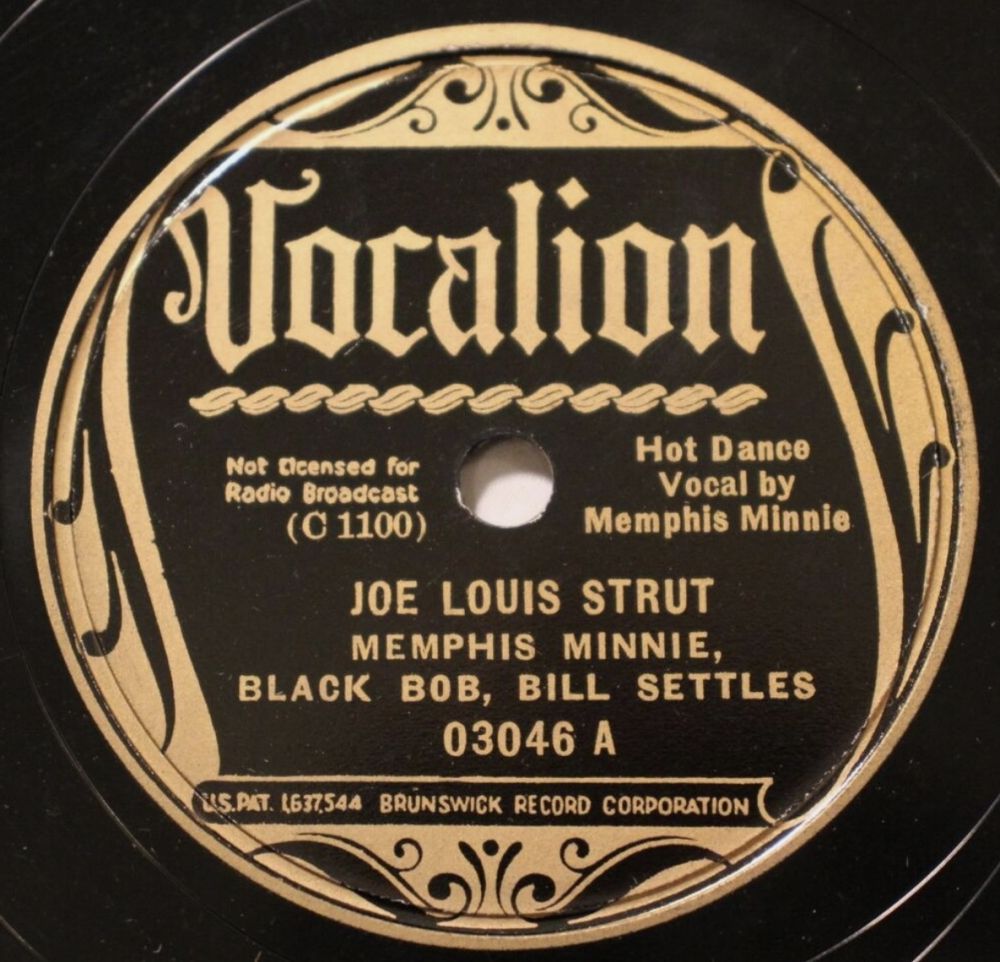 Vocalion
Not Licensed for
Radio Broadcast
(C 1100)
Hot Dance
Vocal by
Memphis Minnie
JOE LOUIS STRUT
MEMPHIS MINNIE,
BLACK BOB, BILL SETTLES
03046 A
U.S. PAT. 1,637,544 BRUNSWICK RECORD CORPORATION